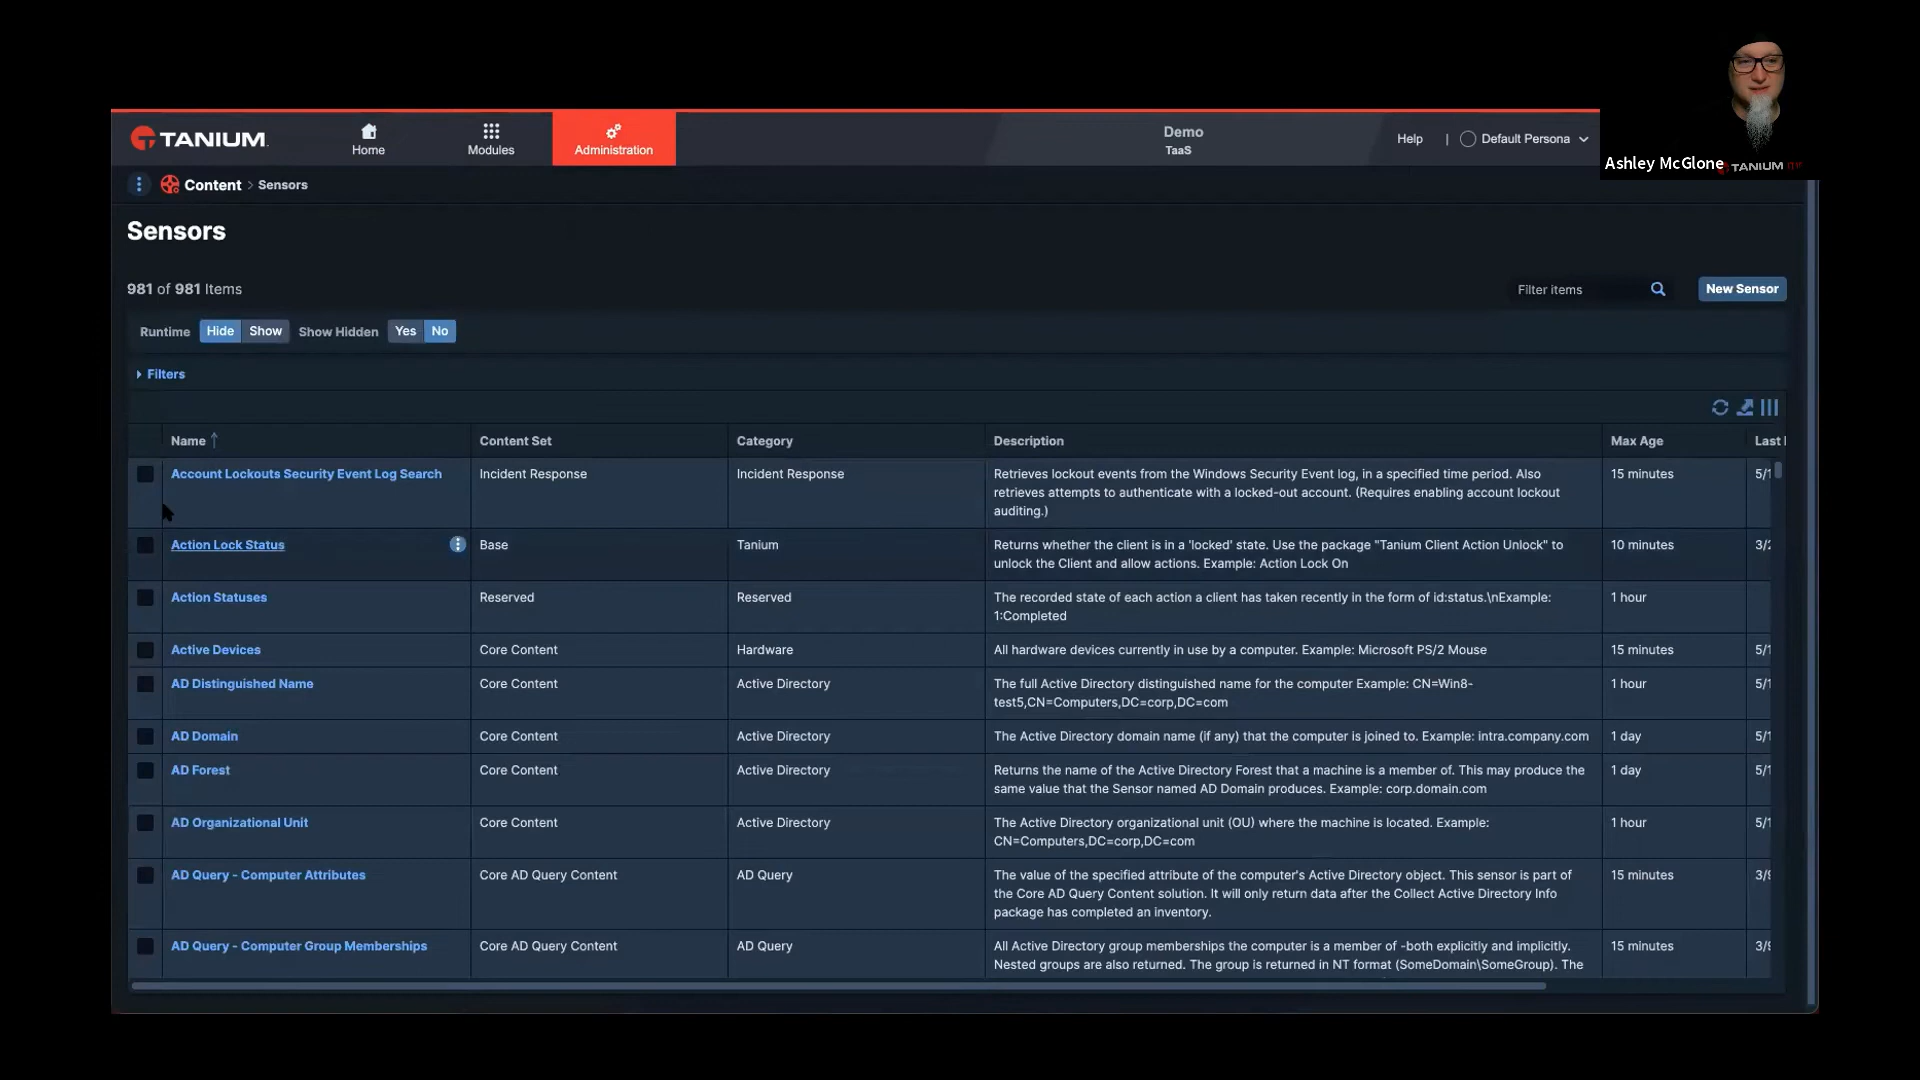 TANIUM
Home
Modules
Administration
Demo
TaaS
Help
Default Persona
Ashley McGlone
TANIUM
Content > Sensors
Sensors
981 of 981 Items
Filter items
New Sensor
Runtime Hide Show Show Hidden Yes No
Filters
Name Content Set Category Description Max Age Last
Account Lockouts Security Event Log Search Incident Response Incident Response Retrieves lockout events from the Windows Security Event log, in a specified time period. Also 15 minutes 5/1
retrieves attempts to authenticate with a locked-out account. (Requires enabling account lockout
auditing.)
Action Lock Status Base Tanium Returns whether the client is in a 'locked' state. Use the package "Tanium Client Action Unlock" to 10 minutes 3/2
unlock the Client and allow actions. Example: Action Lock On
Action Statuses Reserved Reserved The recorded state of each action a client has taken recently in the form of id:status.\nExample: 1 hour
1:Completed
Active Devices Core Content Hardware All hardware devices currently in use by a computer. Example: Microsoft PS/2 Mouse 15 minutes 5/1
AD Distinguished Name Core Content Active Directory The full Active Directory distinguished name for the computer Example: CN=Win8- 1 hour 5/1
test5,CN=Computers,DC=corp,DC=com
AD Domain Core Content Active Directory The Active Directory domain name (if any) that the computer is joined to. Example: intra.company.com 1 day 5/1
AD Forest Core Content Active Directory Returns the name of the Active Directory Forest that a machine is a member of. This may produce the 1 day 5/1
same value that the Sensor named AD Domain produces. Example: corp.domain.com
AD Organizational Unit Core Content Active Directory The Active Directory organizational unit (OU) where the machine is located. Example: 1 hour 5/1
CN=Computers,DC=corp,DC=com
AD Query - Computer Attributes Core AD Query Content AD Query The value of the specified attribute of the computer's Active Directory object. This sensor is part of 15 minutes 3/9
the Core AD Query Content solution. It will only return data after the Collect Active Directory Info
package has completed an inventory.
AD Query - Computer Group Memberships Core AD Query Content AD Query All Active Directory group memberships the computer is a member of -both explicitly and implicitly. 15 minutes 3/9
Nested groups are also returned. The group is returned in NT format (SomeDomain\SomeGroup). The